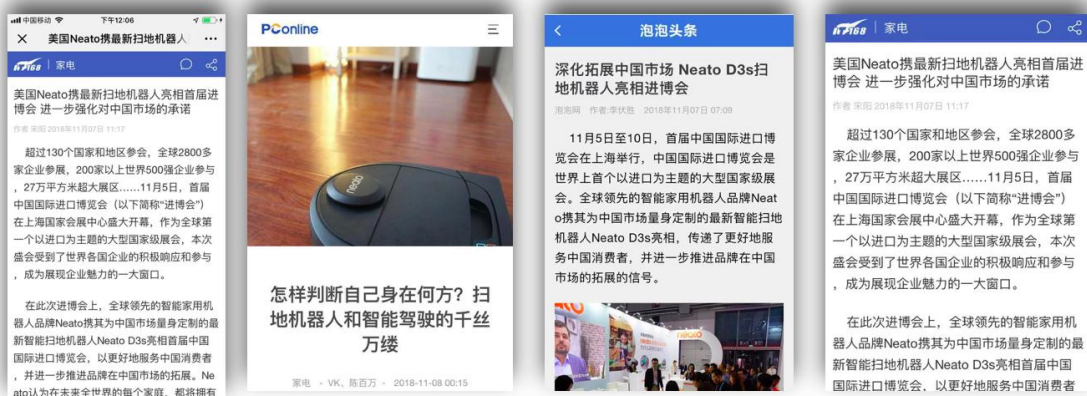 中国移动
下午12:06
美国Neato携最新扫地机器人
家电
美国Neato携最新扫地机器人亮相首届进
博会 进一步强化对中国市场的承诺
作者 宋阳 2018年11月07日 11:17
超过130个国家和地区参会，全球2800多
家企业参展，200家以上世界500强企业参与
，27万平方米超大展区……11月5日，首届
中国国际进口博览会（以下简称“进博会”）
在上海国家会展中心盛大开幕，作为全球第
一个以进口为主题的大型国家级展会，本次
盛会受到了世界各国企业的积极响应和参与
，成为展现企业魅力的一大窗口。
在此次进博会上，全球领先的智能家用机
器人品牌Neato携其为中国市场量身定制的最
新智能扫地机器人Neato D3s亮相首届中国
国际进口博览会，以更好地服务中国消费者
，并进一步推进品牌在中国市场的拓展。Ne
ato认为在未来全世界的每个家庭，都将拥有
PConline
neato
怎样判断自己身在何方？扫
地机器人和智能驾驶的千丝
万缕
家电 - VK、陈百万 - 2018-11-08 00:15
泡泡头条
深化拓展中国市场 Neato D3s扫
地机器人亮相进博会
泡泡网 作者:李伏胜 2018年11月07日 07:09
11月5日至10日，首届中国国际进口博
览会在上海举行，中国国际进口博览会是
世界上首个以进口为主题的大型国家级展
会。全球领先的智能家用机器人品牌Neat
o携其为中国市场量身定制的最新智能扫地
机器人Neato D3s亮相，传递了更好地服
务中国消费者，并进一步推进品牌在中国
市场的拓展的信号。
neato
家电
美国Neato携最新扫地机器人亮相首届进
博会 进一步强化对中国市场的承诺
作者 宋阳 2018年11月07日 11:17
超过130个国家和地区参会，全球2800多
家企业参展，200家以上世界500强企业参与
，27万平方米超大展区……11月5日，首届
中国国际进口博览会（以下简称“进博会”）
在上海国家会展中心盛大开幕，作为全球第
一个以进口为主题的大型国家级展会，本次
盛会受到了世界各国企业的积极响应和参与
，成为展现企业魅力的一大窗口。
在此次进博会上，全球领先的智能家用机
器人品牌Neato携其为中国市场量身定制的最
新智能扫地机器人Neato D3s亮相首届中国
国际进口博览会，以更好地服务中国消费者